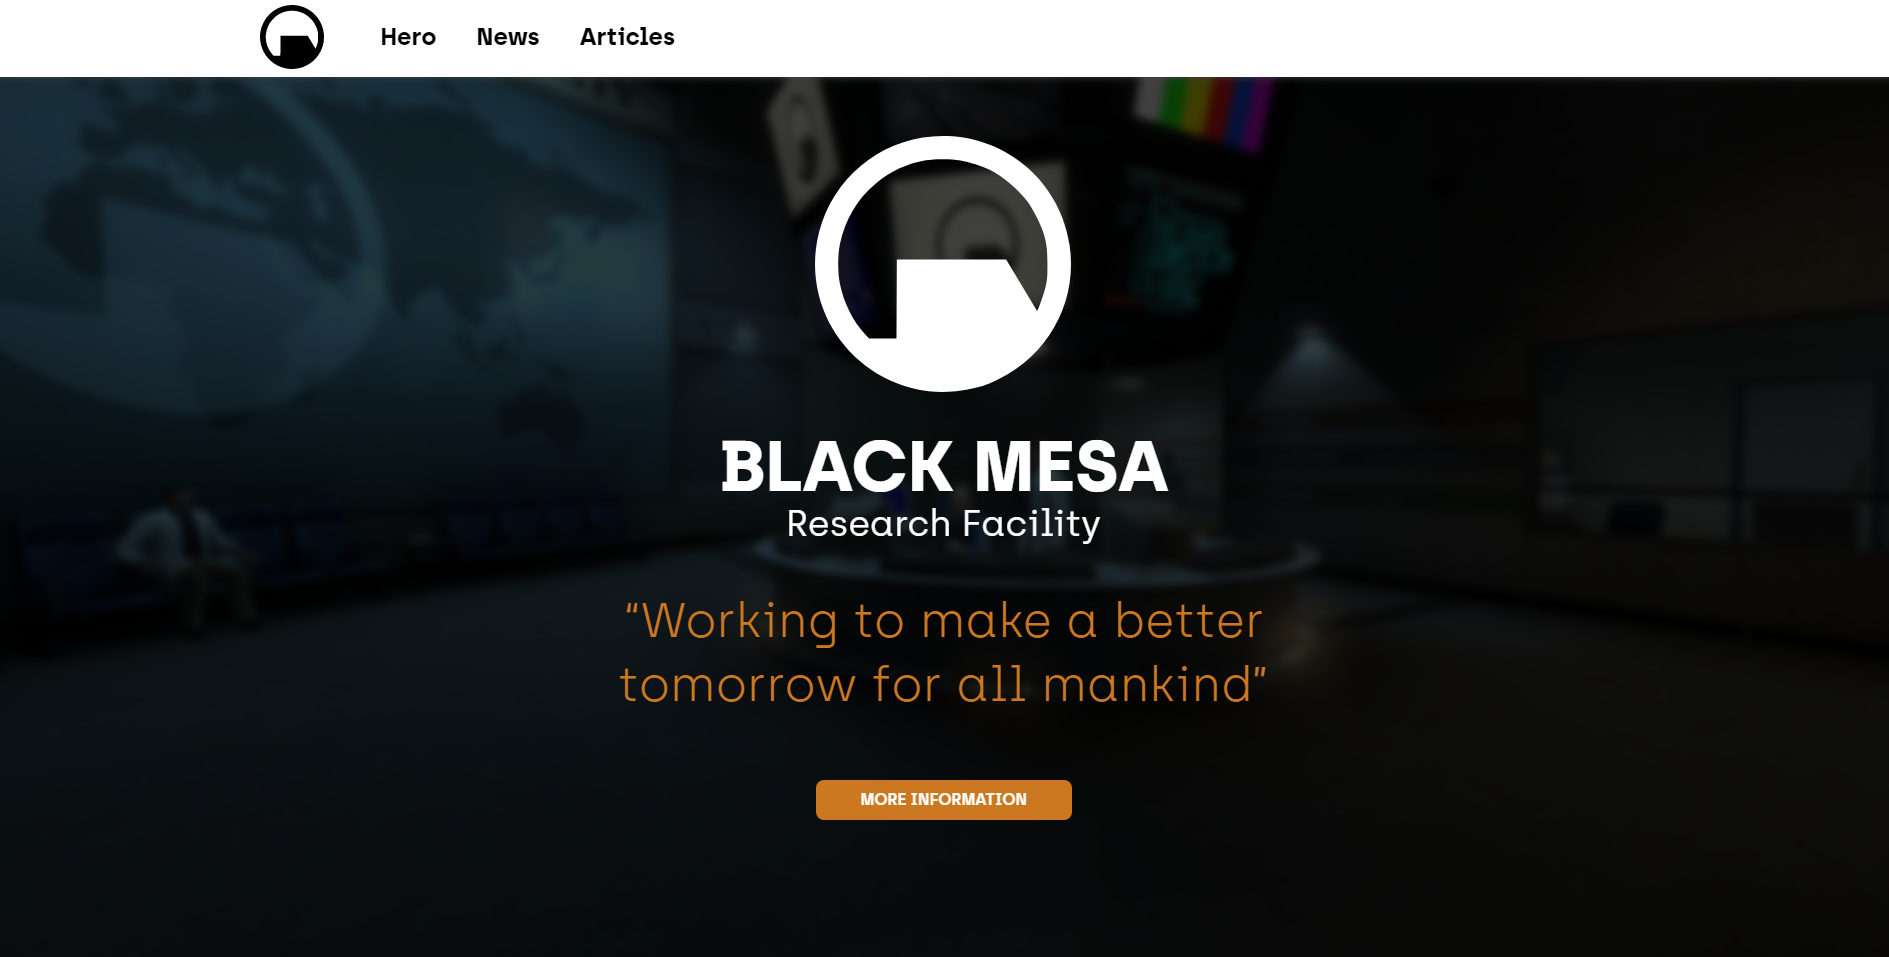 Hero
News
Articles
BLACK MESA
Research Facility
“Working to make a better
tomorrow for all mankind”
MORE INFORMATION